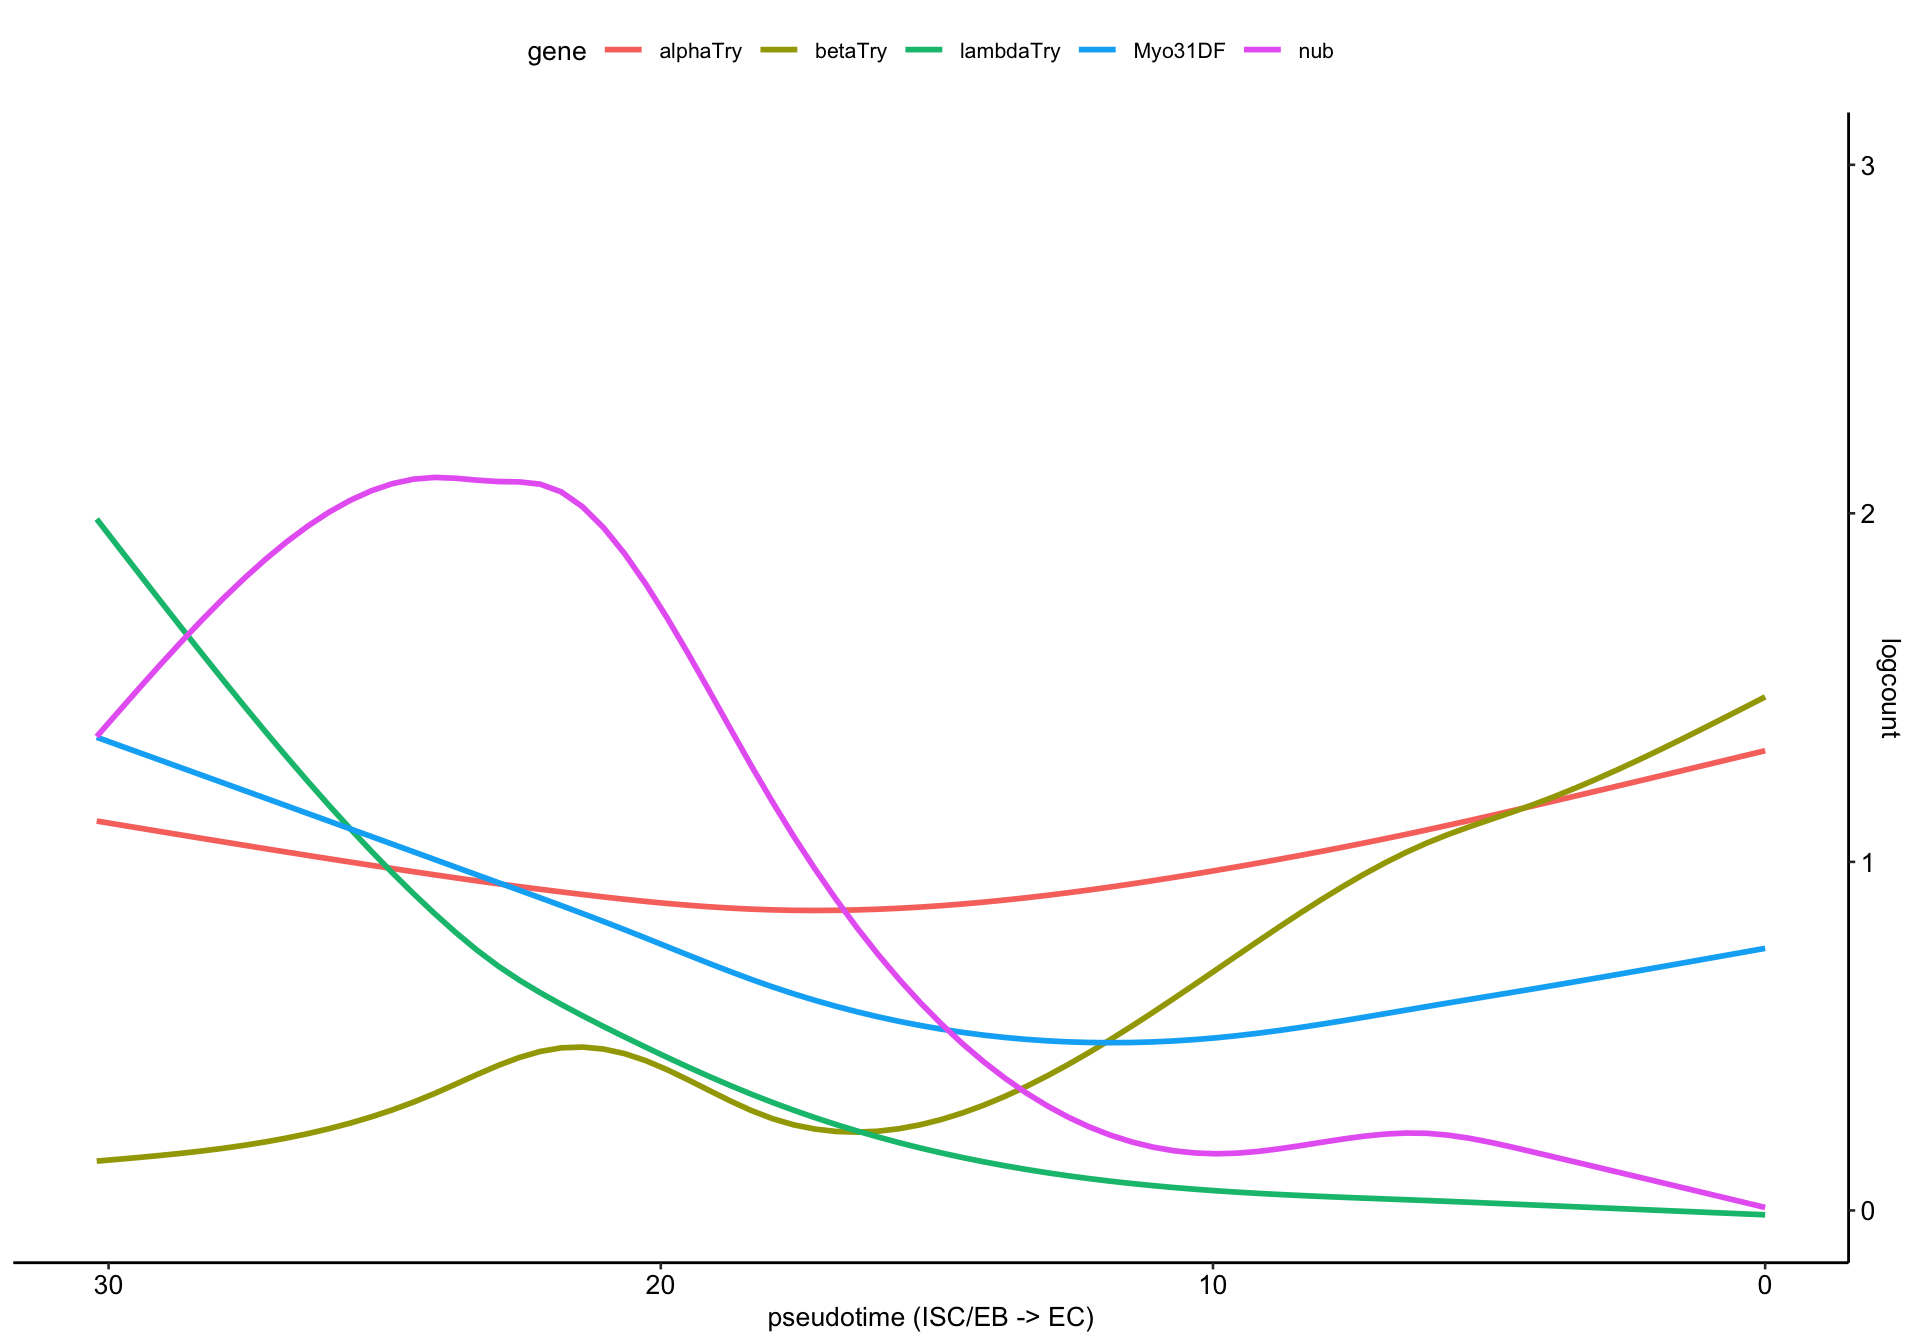 gene alphaTry betaTry lambdaTry Myo31DF nub
3
2
1
0
logcount
30 20 10 0
pseudotime (ISC/EB -> EC)